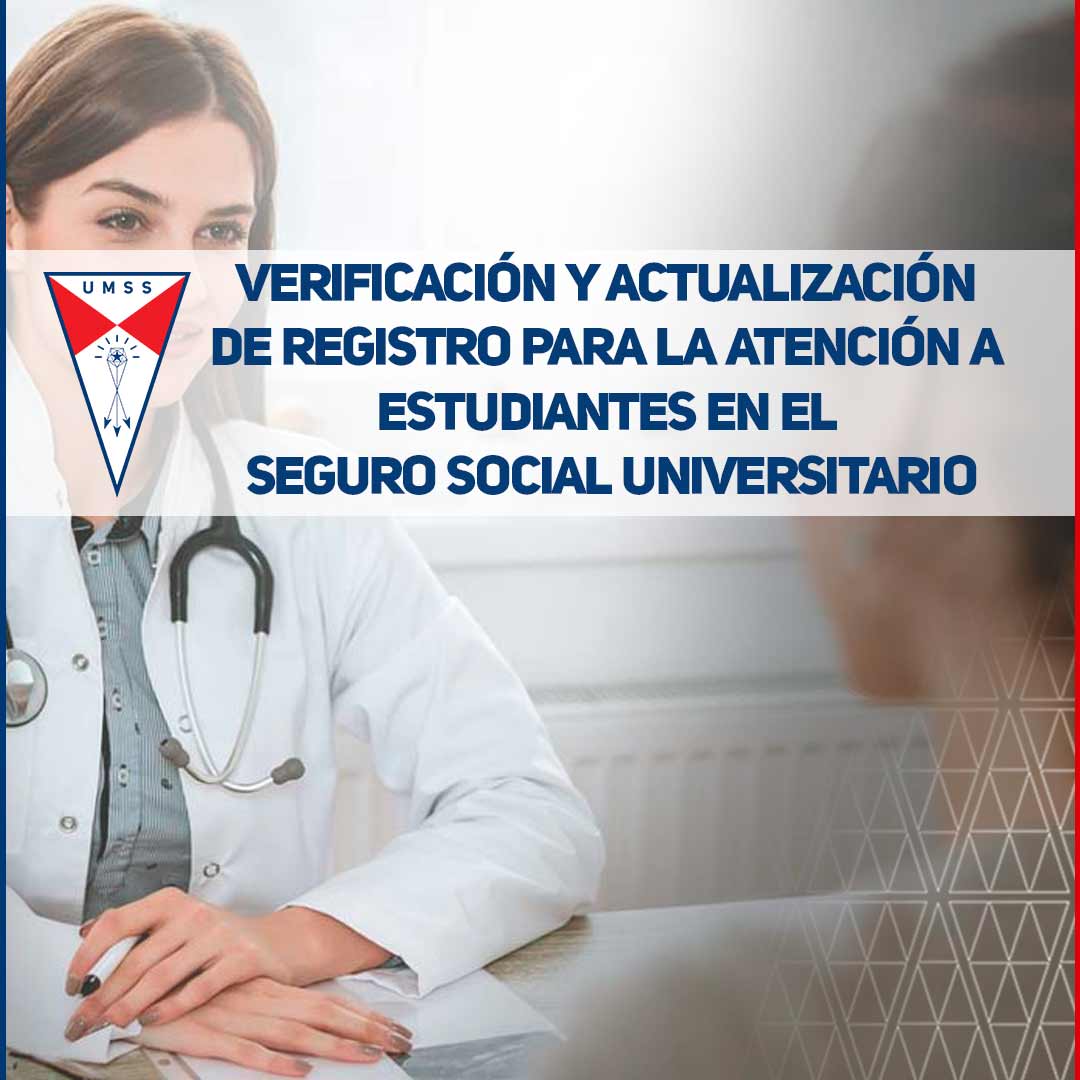 UMSS
VERIFICACIÓN Y ACTUALIZACIÓN
DE REGISTRO PARA LA ATENCIÓN A
ESTUDIANTES EN EL
SEGURO SOCIAL UNIVERSITARIO